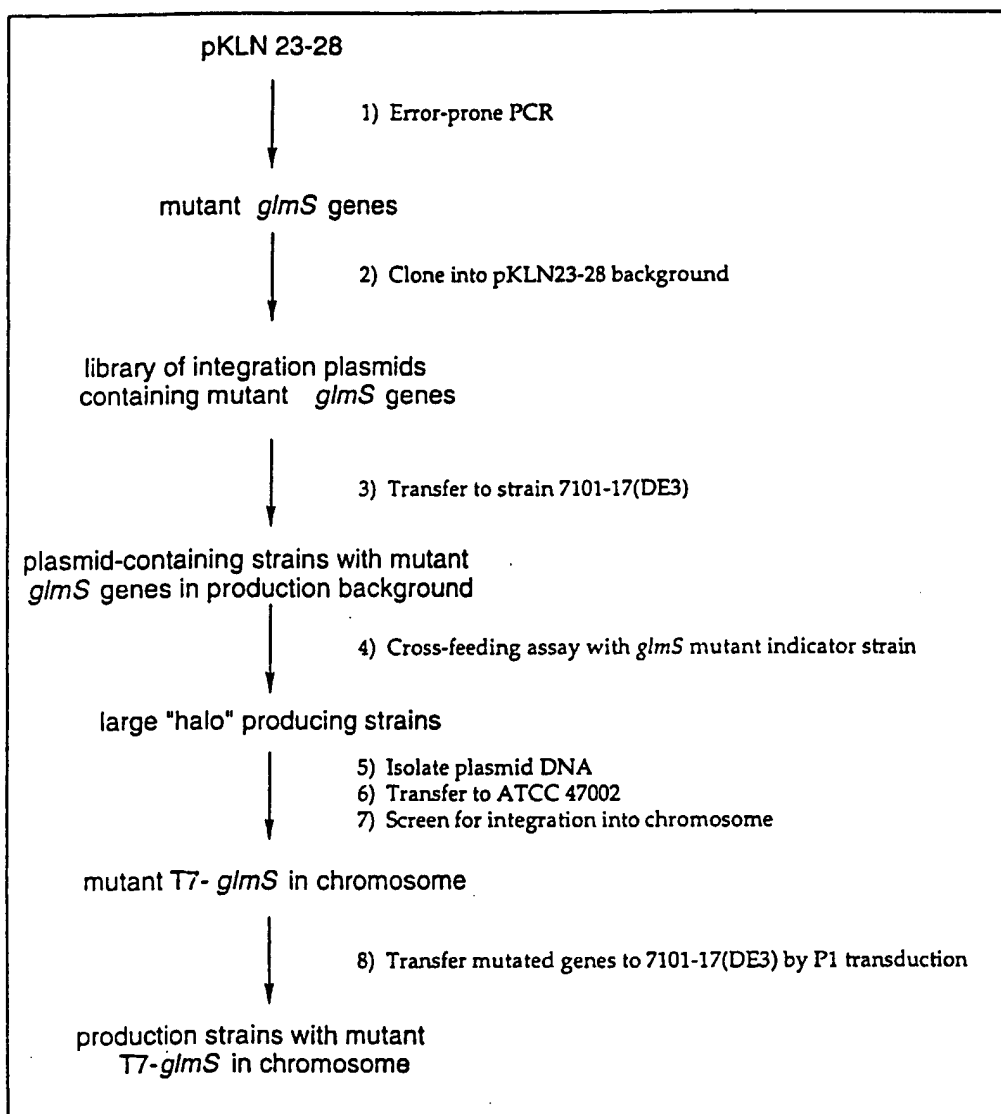 pKLN 23-28
1) Error-prone PCR
mutant glmS genes
2) Clone into pKLN23-28 background
library of integration plasmids
containing mutant glmS genes
3) Transfer to strain 7101-17(DE3)
plasmid-containing strains with mutant
glmS genes in production background
4) Cross-feeding assay with glmS mutant indicator strain
large "halo" producing strains
5) Isolate plasmid DNA
6) Transfer to ATCC 47002
7) Screen for integration into chromosome
mutant T7- glmS in chromosome
8) Transfer mutated genes to 7101-17(DE3) by P1 transduction
production strains with mutant
T7-glmS in chromosome